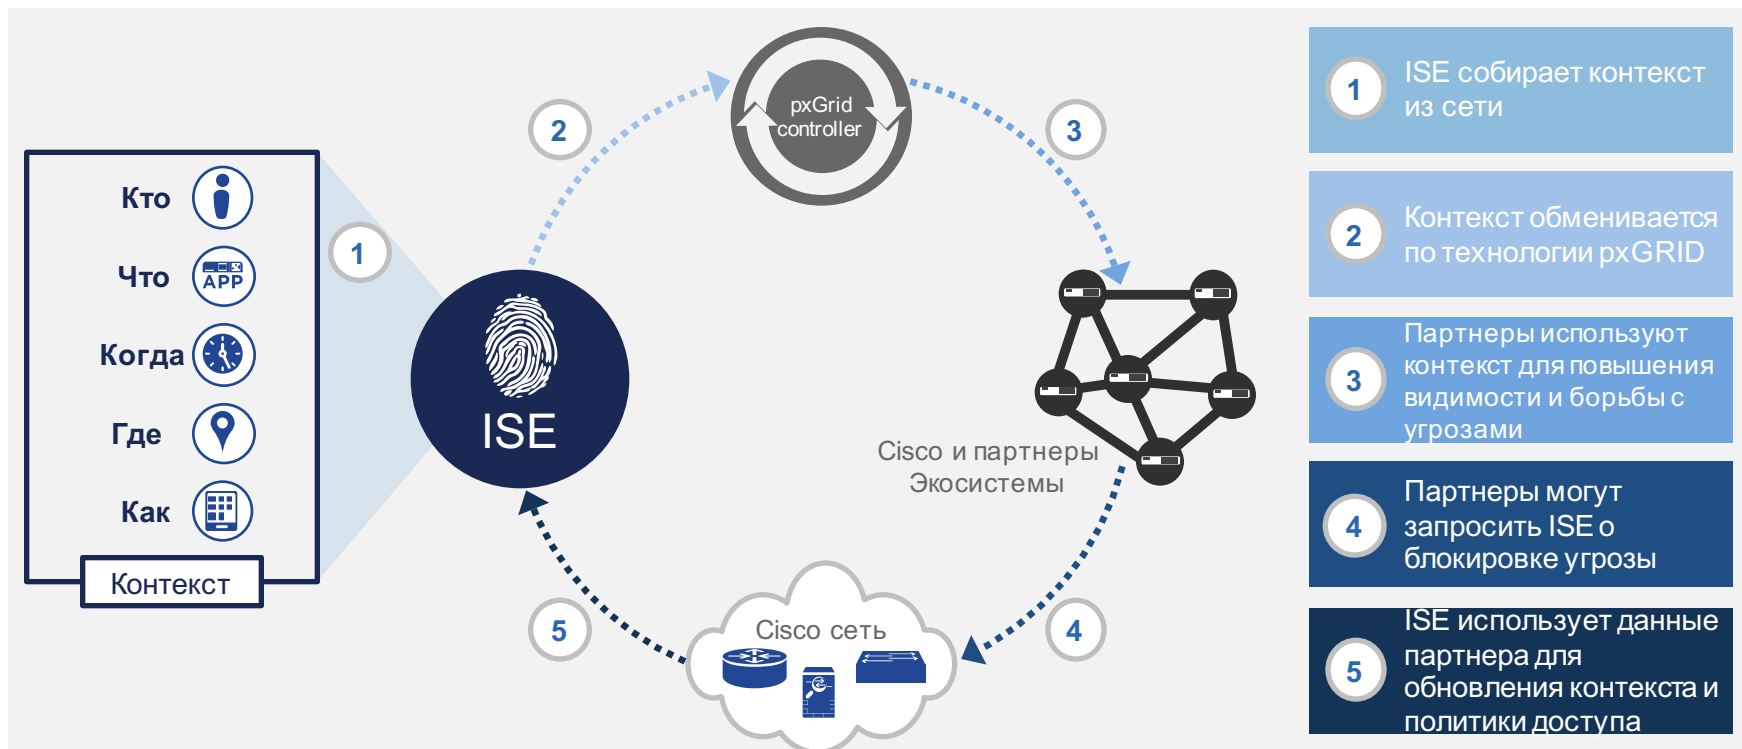 Кто
Что
APP
Когда
Где
Как
Контекст
1
ISE
2
pxGrid
controller
3
Cisco и партнеры
Экосистемы
4
Cisco сеть
5
1
ISE собирает контекст
из сети
2
Контекст обменивается
по технологии pxGRID
3
Партнеры используют
контекст для повышения
видимости и борьбы с
угрозами
4
Партнеры могут
запросить ISE о
блокировке угрозы
5
ISE использует данные
партнера для
обновления контекста и
политики доступа